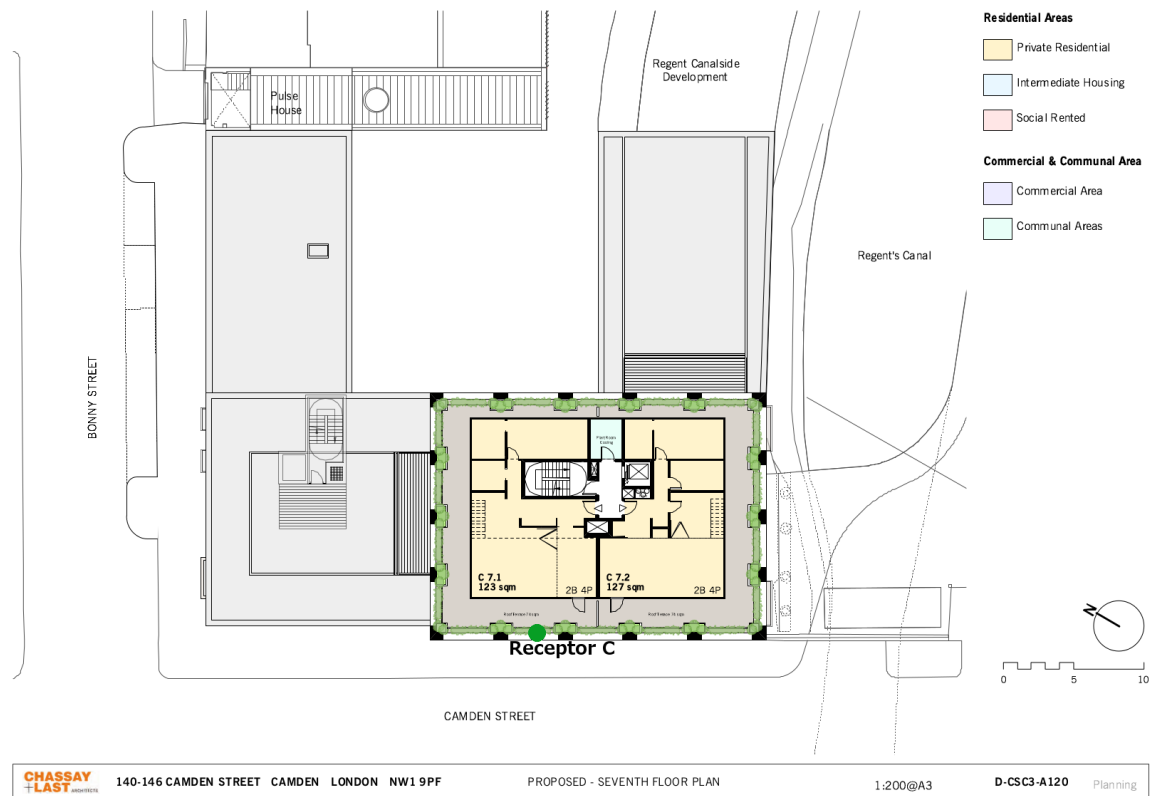 Residential Areas
Private Residential
Intermediate Housing
Social Rented
Commercial & Communal Area
Commercial Area
Communal Areas
Regent Canalside
Development
Pulse
House
Regent's Canal
BONNY STREET
C 7.1
123 sqm
2B 4P
C 7.2
127 sqm
2B 4P
Receptor C
N
0 5 10
CAMDEN STREET
CHASSAY
+LAST ARCHITECTS
140-146 CAMDEN STREET CAMDEN LONDON NW1 9PF
PROPOSED - SEVENTH FLOOR PLAN
1:200@A3
D-CSC3-A120
Planning